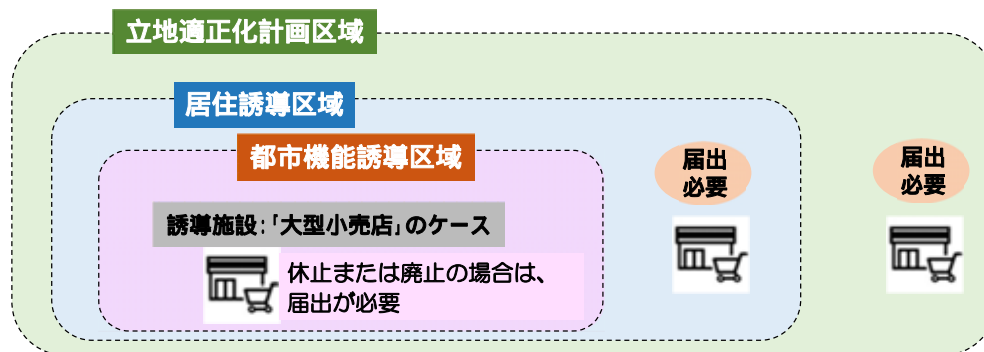 立地適正化計画区域
居住誘導区域
都市機能誘導区域
届出
必要
届出
必要
誘導施設：「大型小売店」のケース
休止または廃止の場合は、
届出が必要